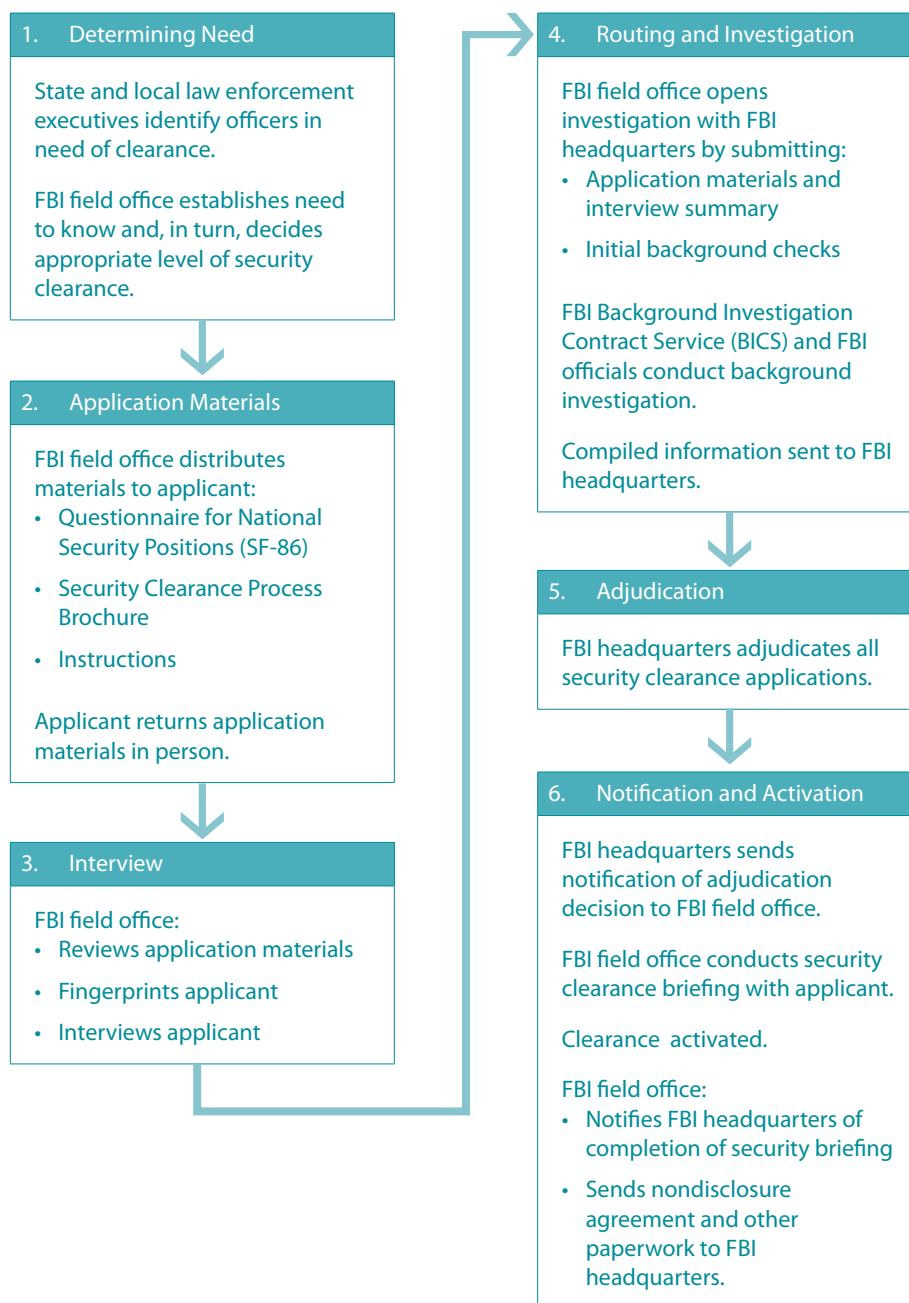 1. Determining Need
State and local law enforcement
executives identify officers in
need of clearance.
FBI field office establishes need
to know and, in turn, decides
appropriate level of security
clearance.
2. Application Materials
FBI field office distributes
materials to applicant:
• Questionnaire for National
Security Positions (SF-86)
• Security Clearance Process
Brochure
• Instructions
Applicant returns application
materials in person.
3. Interview
FBI field office:
• Reviews application materials
• Fingerprints applicant
• Interviews applicant
4. Routing and Investigation
FBI field office opens
investigation with FBI
headquarters by submitting:
• Application materials and
interview summary
• Initial background checks
FBI Background Investigation
Contract Service (BICS) and FBI
officials conduct background
investigation.
Compiled information sent to FBI
headquarters.
5. Adjudication
FBI headquarters adjudicates all
security clearance applications.
6. Notification and Activation
FBI headquarters sends
notification of adjudication
decision to FBI field office.
FBI field office conducts security
clearance briefing with applicant.
Clearance activated.
FBI field office:
• Notifies FBI headquarters of
completion of security briefing
• Sends nondisclosure
agreement and other
paperwork to FBI
headquarters.